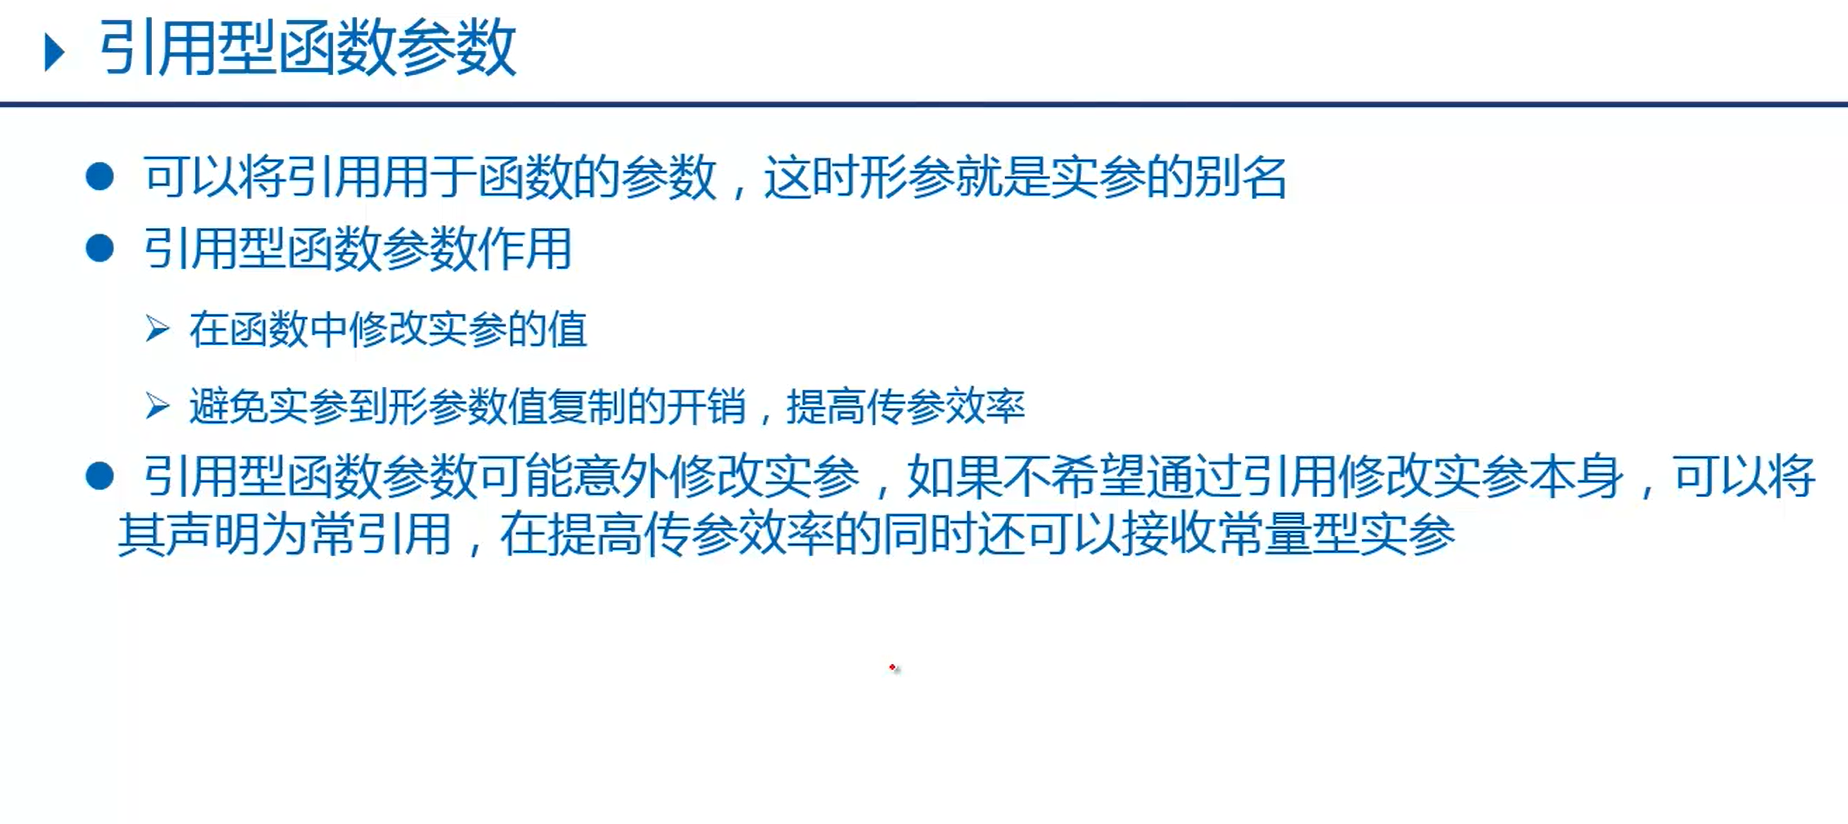 引用型函数参数
可以将引用用于函数的参数，这时形参就是实参的别名
引用型函数参数作用
在函数中修改实参的值
避免实参到形参数值复制的开销，提高传参效率
引用型函数参数可能意外修改实参，如果不希望通过引用修改实参本身，可以将
其声明为常引用，在提高传参效率的同时还可以接收常量型实参